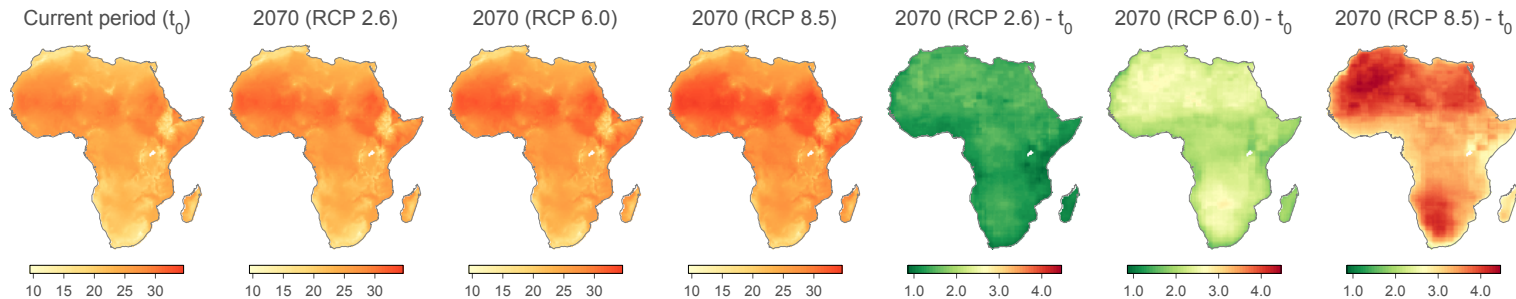 Current period (t₀)
2070 (RCP 2.6)
2070 (RCP 6.0)
2070 (RCP 8.5)
2070 (RCP 2.6) - t₀
2070 (RCP 6.0) - t₀
2070 (RCP 8.5) - t₀
10 15 20 25 30
10 15 20 25 30
10 15 20 25 30
10 15 20 25 30
1.0 2.0 3.0 4.0
1.0 2.0 3.0 4.0
1.0 2.0 3.0 4.0